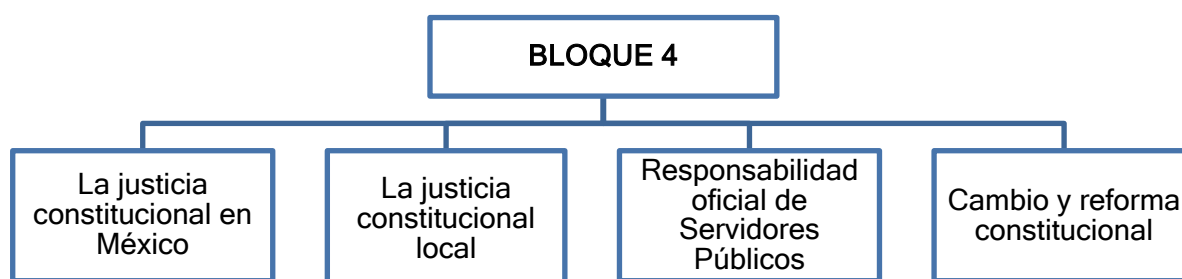 BLOQUE 4
La justicia
constitucional en
México
La justicia
constitucional
local
Responsabilidad
oficial de
Servidores
Públicos
Cambio y reforma
constitucional